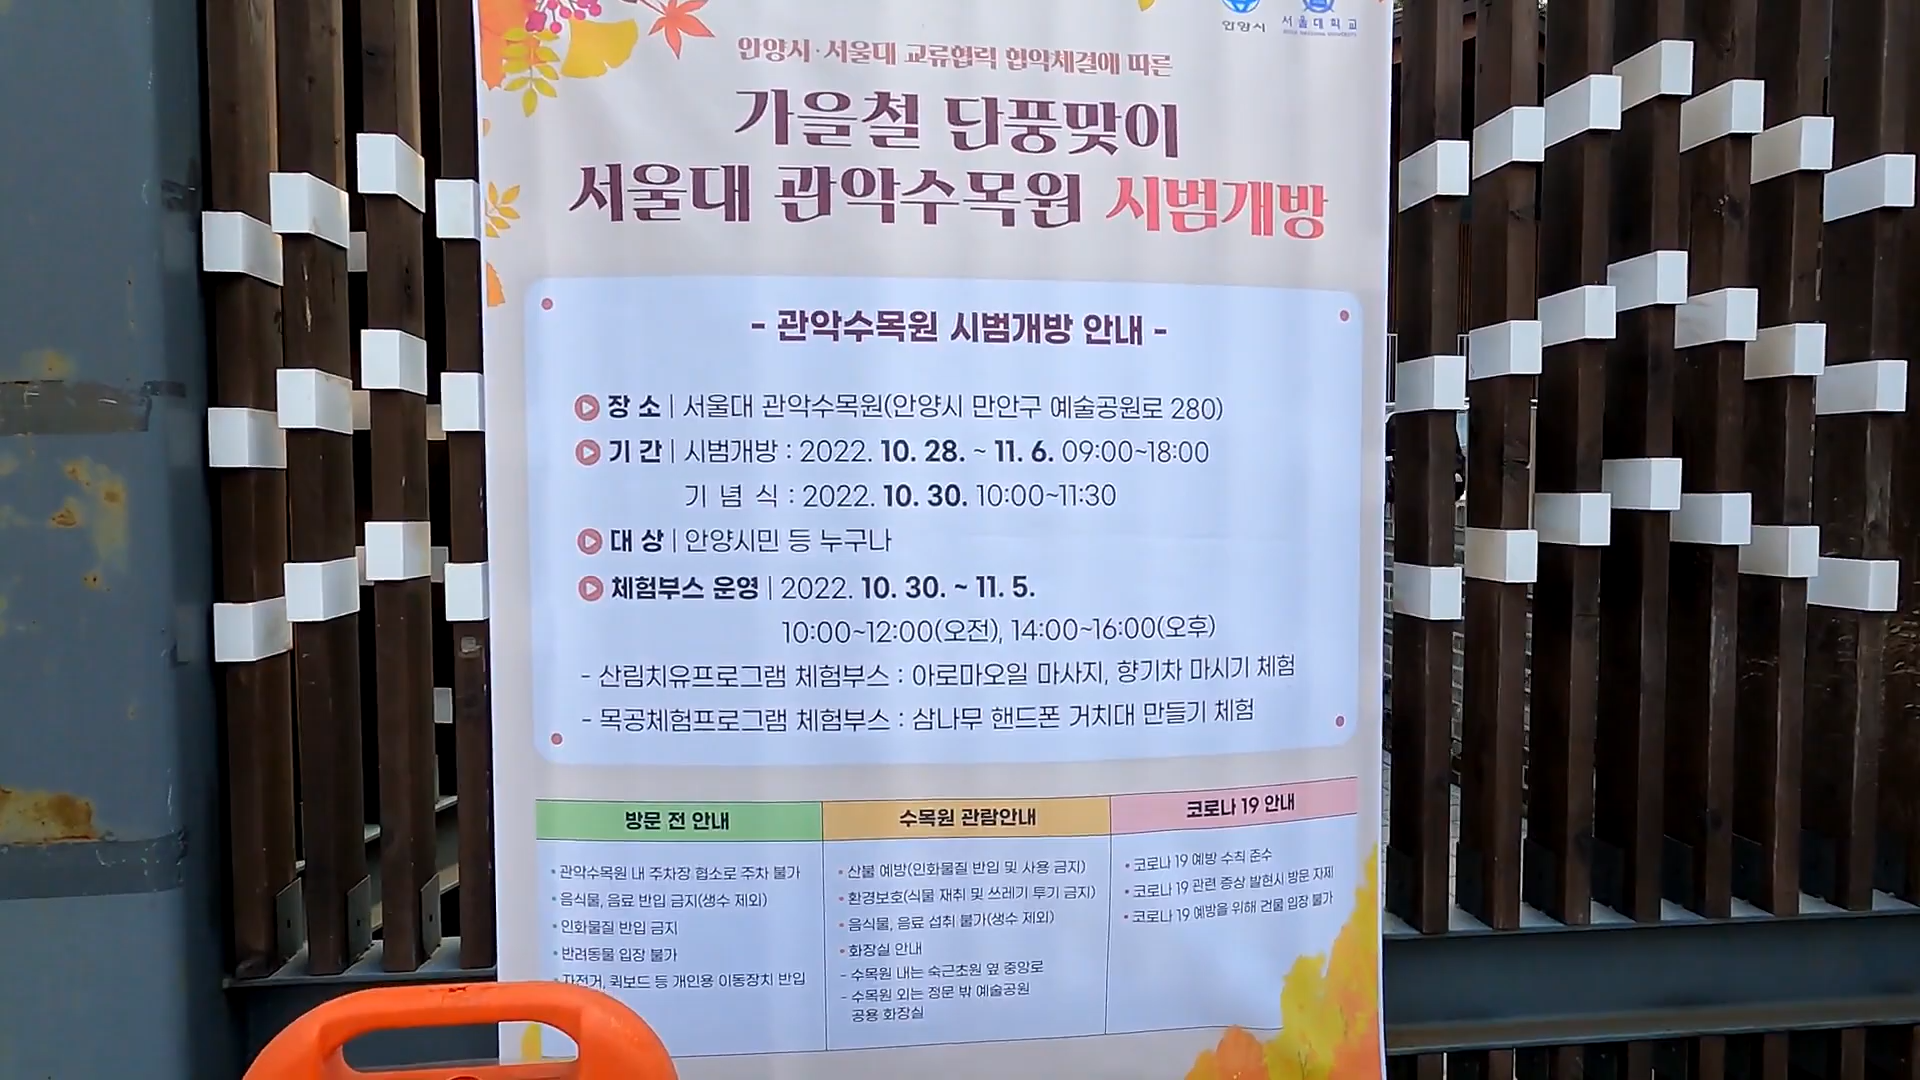 안양시
서울대학교
안양시·서울대 교류협력 협약체결에 따른
가을철 단풍맞이
서울대 관악수목원 시범개방
- 관악수목원 시범개방 안내 -
장 소 | 서울대 관악수목원(안양시 만안구 예술공원로 280)
기 간 | 시범개방 : 2022. 10. 28. ~ 11. 6. 09:00~18:00
기 념 식 : 2022. 10. 30. 10:00~11:30
대 상 | 안양시민 등 누구나
체험부스 운영 | 2022. 10. 30. ~ 11. 5.
10:00~12:00(오전), 14:00~16:00(오후)
- 산림치유프로그램 체험부스 : 아로마오일 마사지, 향기차 마시기 체험
- 목공체험프로그램 체험부스 : 삼나무 핸드폰 거치대 만들기 체험
방문 전 안내
• 관악수목원 내 주차장 협소로 주차 불가
• 음식물, 음료 반입 금지(생수 제외)
• 인화물질 반입 금지
• 반려동물 입장 불가
• 자전거, 퀵보드 등 개인용 이동장치 반입
수목원 관람안내
• 산불 예방(인화물질 반입 및 사용 금지)
• 환경보호(식물 재취 및 쓰레기 투기 금지)
• 음식물, 음료 섭취 불가(생수 제외)
• 화장실 안내
- 수목원 내는 숙근초원 옆 중앙로
- 수목원 외는 정문 밖 예술공원
공용 화장실
코로나 19 안내
• 코로나 19 예방 수칙 준수
• 코로나 19 관련 증상 발현시 방문 자제
• 코로나 19 예방을 위해 건물 입장 불가